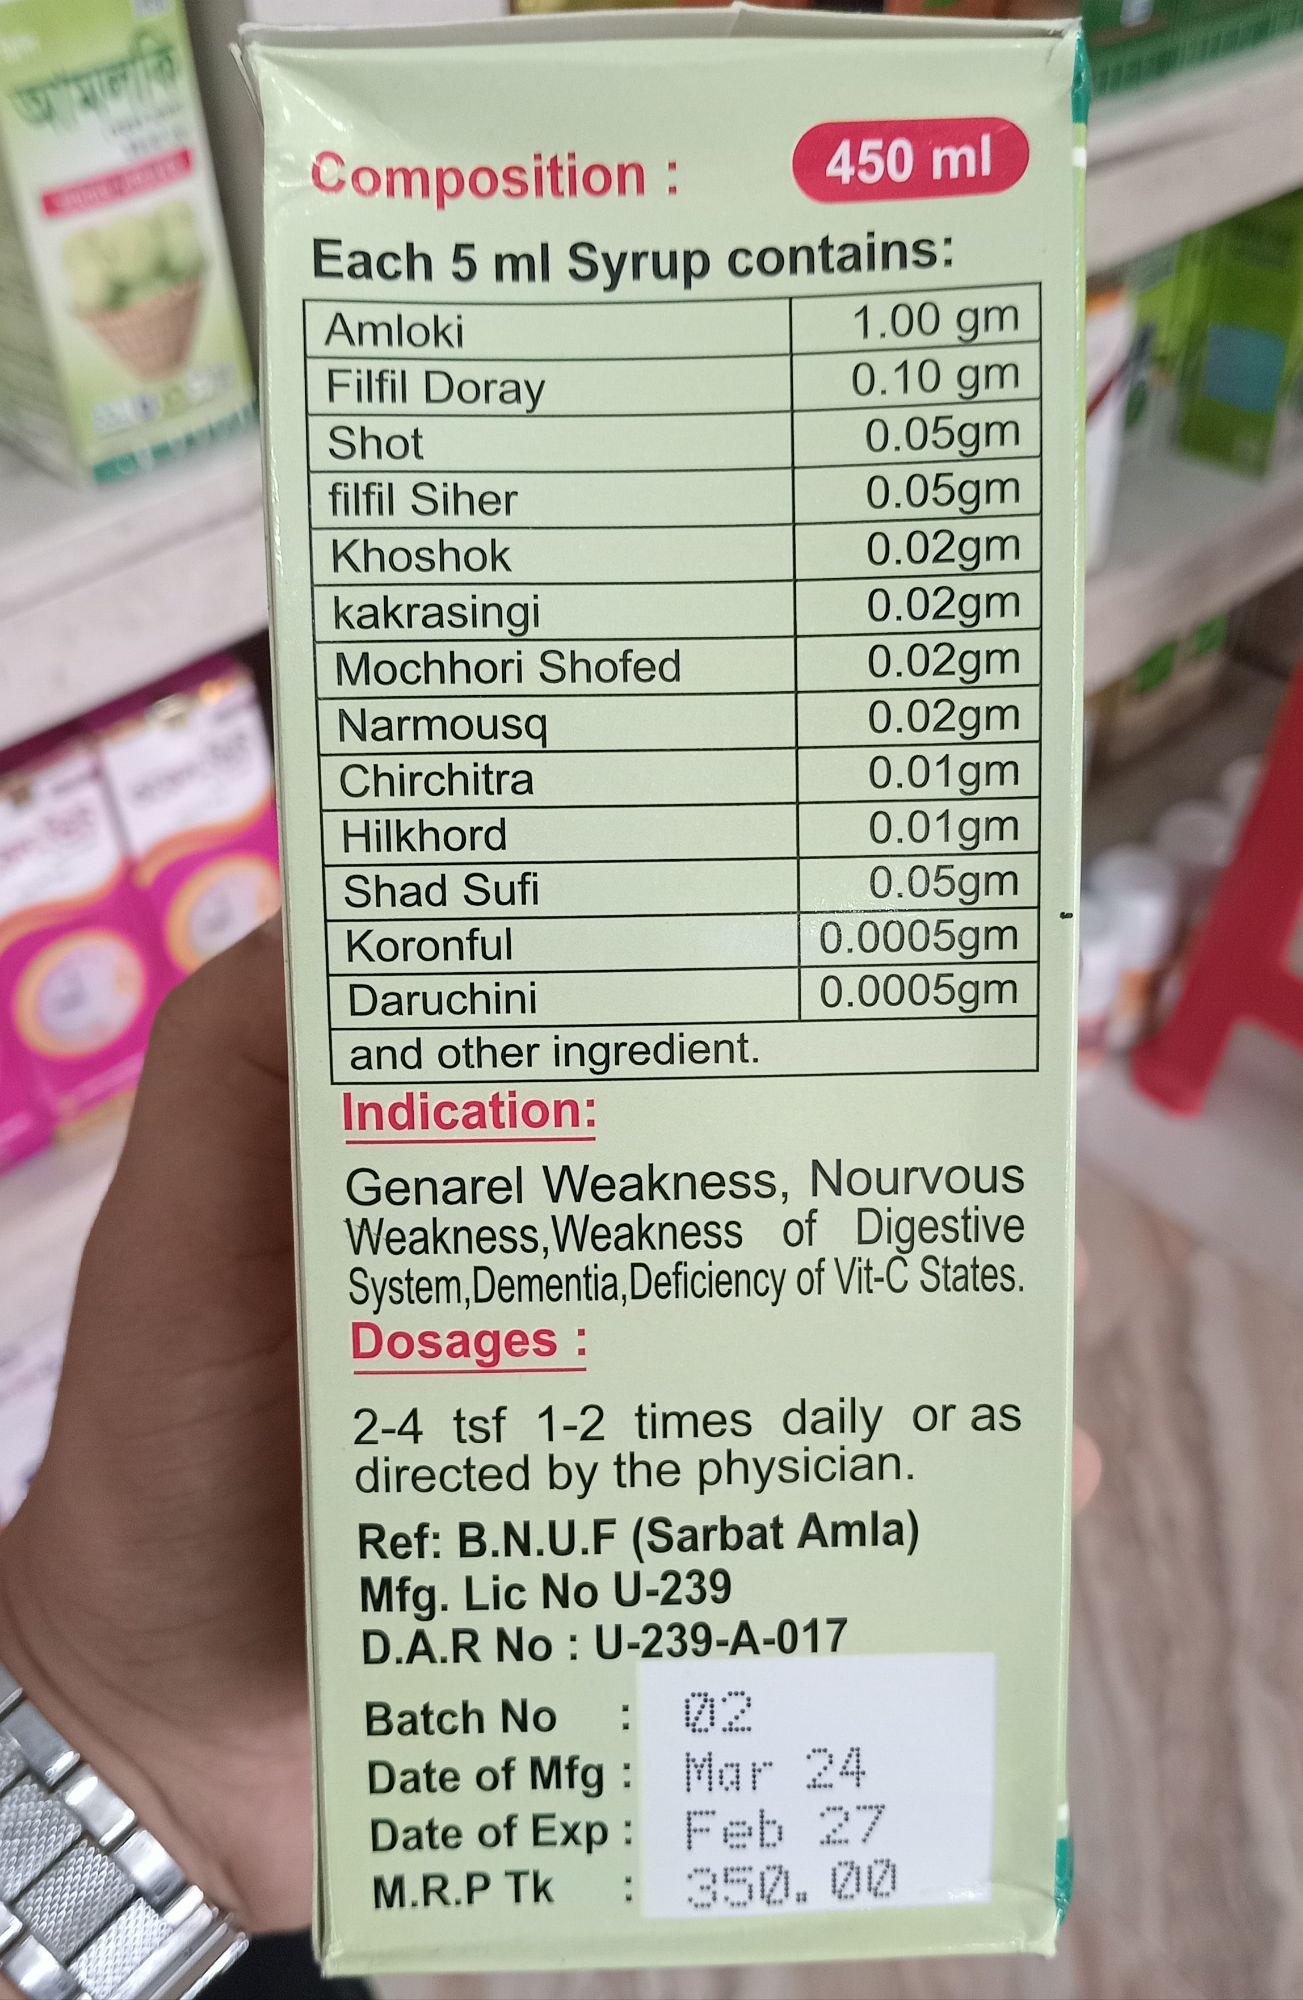 আমলকি
Composition :
450 ml
Each 5 ml Syrup contains:
Amloki 1.00 gm
Filfil Doray 0.10 gm
Shot 0.05gm
filfil Siher 0.05gm
Khoshok 0.02gm
kakrasingi 0.02gm
Mochhori Shofed 0.02gm
Narmousq 0.02gm
Chirchitra 0.01gm
Hilkhord 0.01gm
Shad Sufi 0.05gm
Koronful 0.0005gm
Daruchini 0.0005gm
and other ingredient.
Indication:
Genarel Weakness, Nourvous
Weakness,Weakness of Digestive
System,Dementia,Deficiency of Vit-C States.
Dosages :
2-4 tsf 1-2 times daily or as
directed by the physician.
Ref: B.N.U.F (Sarbat Amla)
Mfg. Lic No U-239
D.A.R No : U-239-A-017
Batch No : 02
Date of Mfg : Mar 24
Date of Exp : Feb 27
M.R.P Tk : 350.00